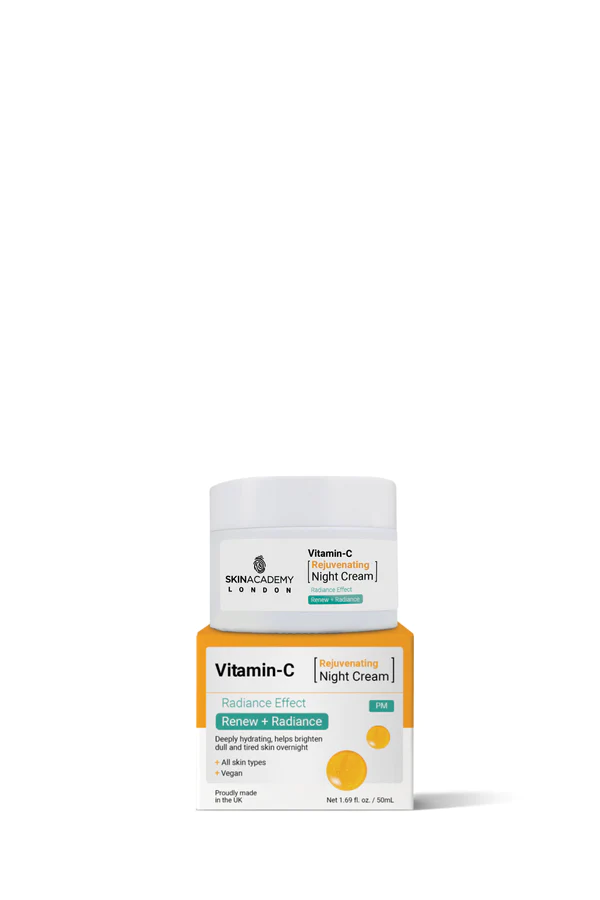 SKINACADEMY
LONDON
Vitamin-C
[Rejuvenating
Night Cream]
Radiance Effect
Renew + Radiance
Vitamin-C
[Rejuvenating
Night Cream]
Radiance Effect
PM
Renew + Radiance
Deeply hydrating, helps brighten
dull and tired skin overnight
+ All skin types
+ Vegan
Proudly made
in the UK
Net 1.69 fl. oz. / 50mL